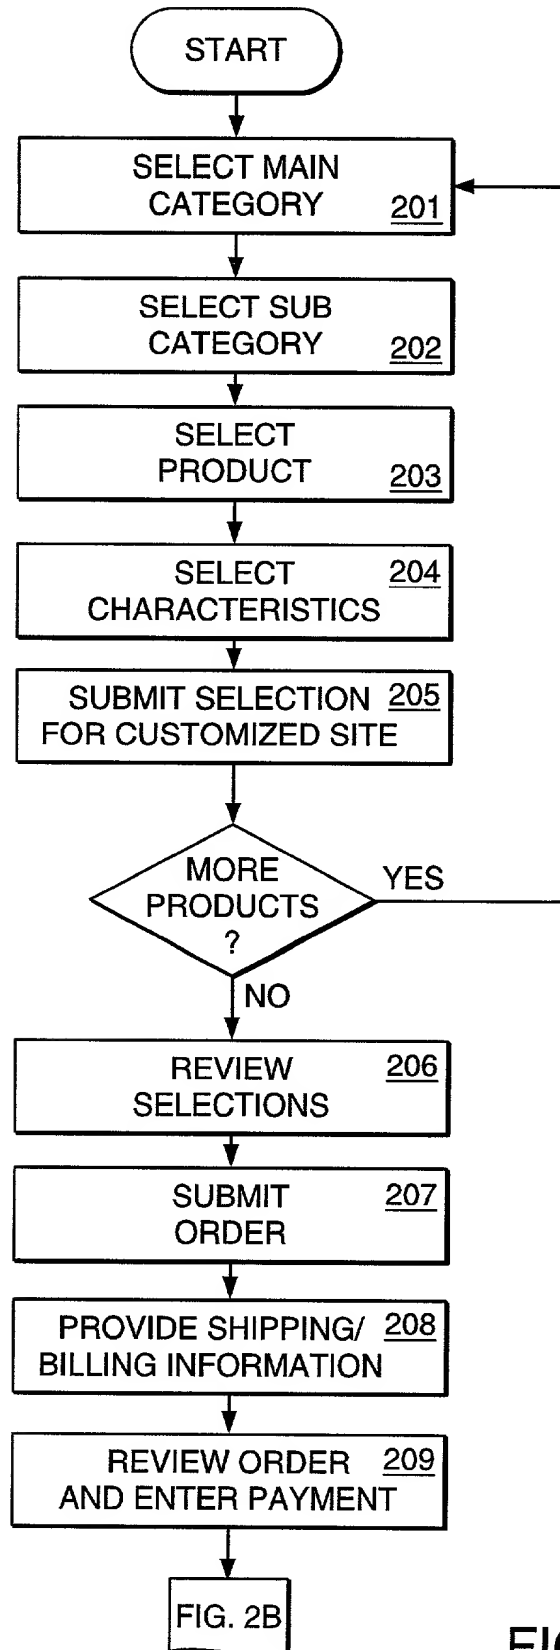 START
SELECT MAIN
CATEGORY 201
SELECT SUB
CATEGORY 202
SELECT
PRODUCT 203
SELECT 204
CHARACTERISTICS
SUBMIT SELECTION 205
FOR CUSTOMIZED SITE
MORE
PRODUCTS
?
YES
NO
REVIEW 206
SELECTIONS
SUBMIT 207
ORDER
PROVIDE SHIPPING/ 208
BILLING INFORMATION
REVIEW ORDER 209
AND ENTER PAYMENT
FIG. 2B